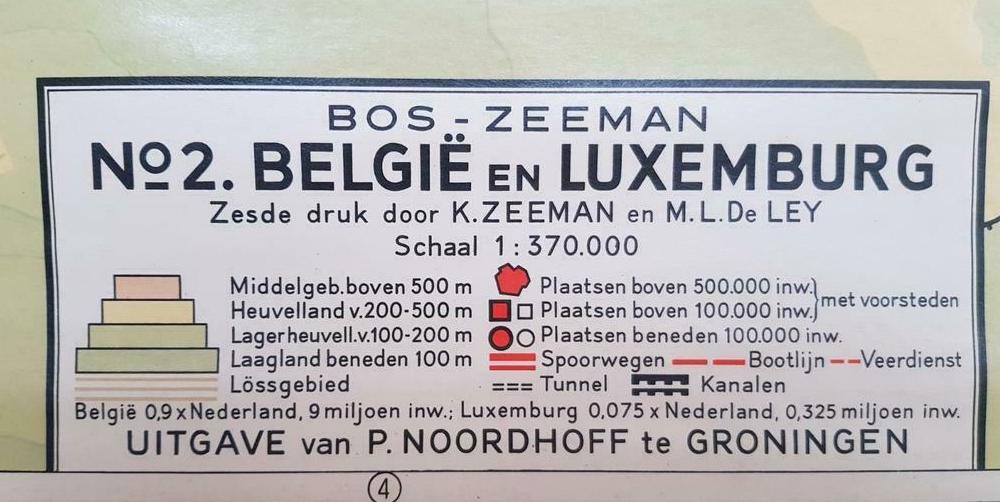 BOS - ZEEMAN
Nº2. BELGIË EN LUXEMBURG
Zesde druk door K.ZEEMAN en M.L.De LEY
Schaal 1:370.000
Middelgeb.boven 500 m Plaatsen boven 500.000 inw.
Heuvelland v.200-500 m Plaatsen boven 100.000 inw. met voorsteden
Lager heuvell.v.100-200 m Plaatsen beneden 100.000 inw.
Laagland beneden 100 m Spoorwegen Bootlijn Veerdienst
Lössgebied Tunnel Kanalen
België 0,9 x Nederland, 9 miljoen inw.; Luxemburg 0,075 x Nederland, 0,325 miljoen inw.
UITGAVE van P. NOORDHOFF te GRONINGEN
4